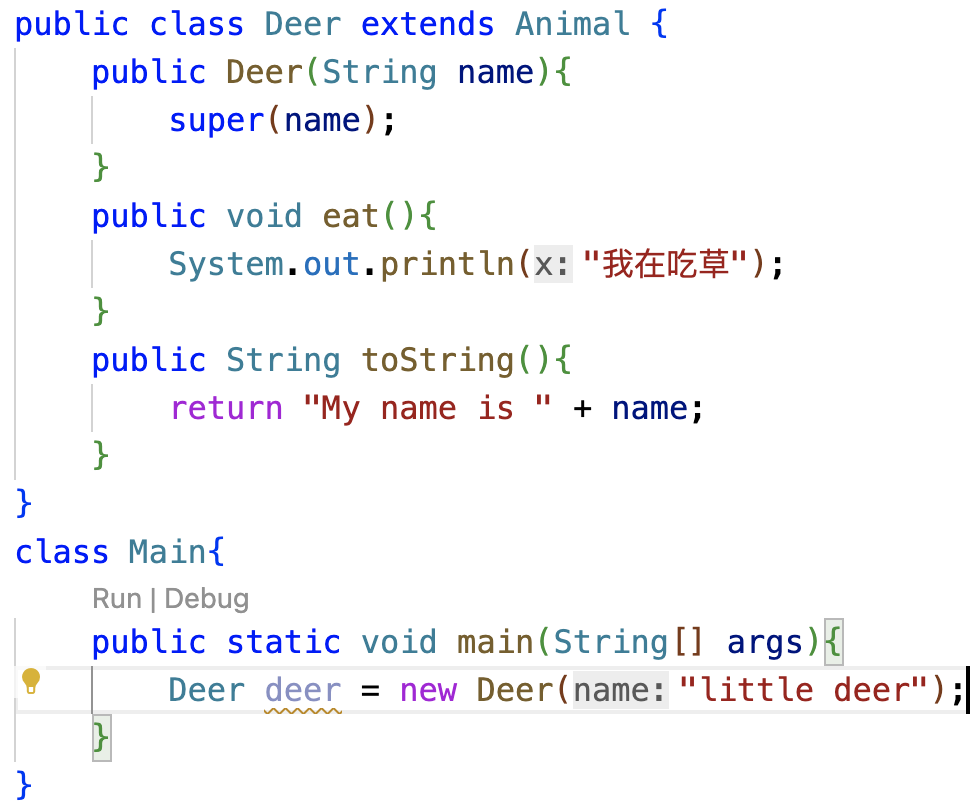 public class Deer extends Animal {
public Deer(String name){
super(name);
}
public void eat(){
System.out.println(x: "我在吃草");
}
public String toString(){
return "My name is " + name;
}
}
class Main{
Run | Debug
public static void main(String[] args){
Deer deer = new Deer(name: "little deer");
}
}